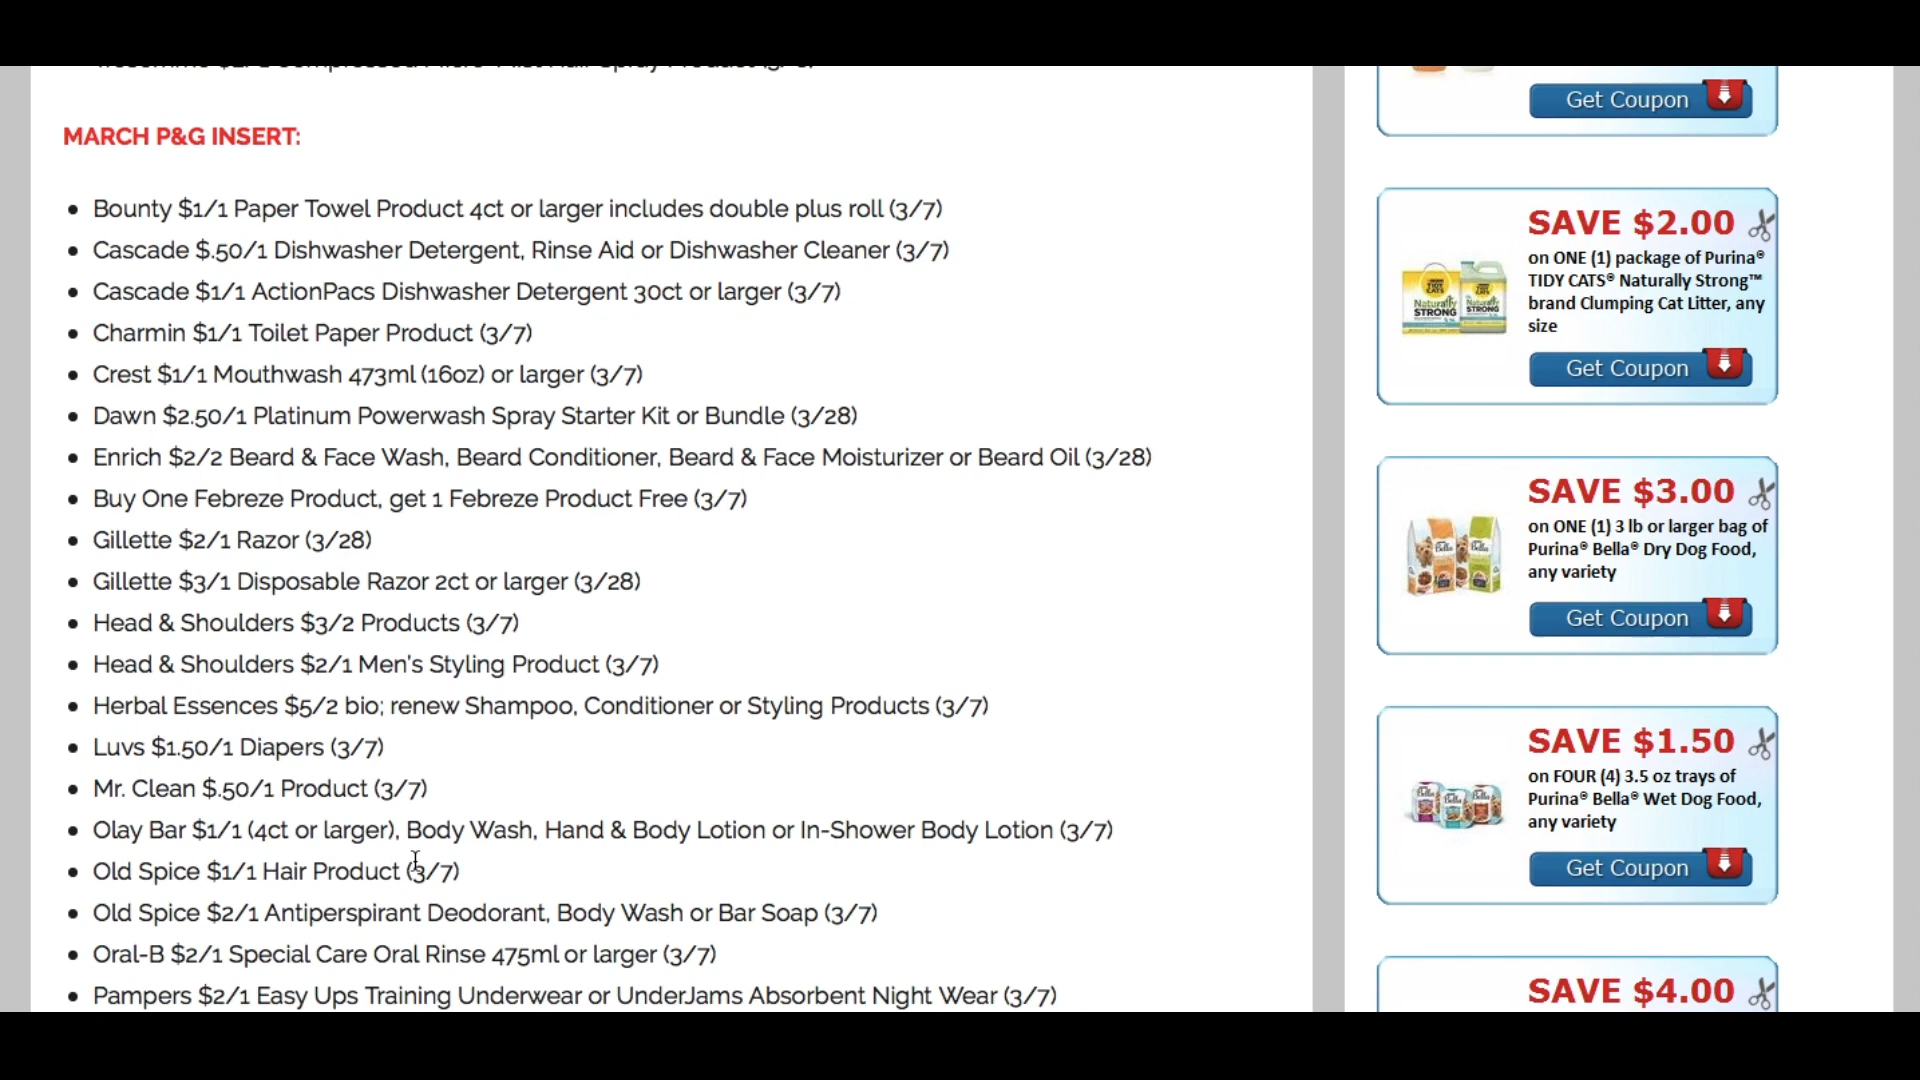 MARCH P&G INSERT:
Bounty $1/1 Paper Towel Product 4ct or larger includes double plus roll (3/7)
Cascade $.50/1 Dishwasher Detergent, Rinse Aid or Dishwasher Cleaner (3/7)
Cascade $1/1 ActionPacs Dishwasher Detergent 30ct or larger (3/7)
Charmin $1/1 Toilet Paper Product (3/7)
Crest $1/1 Mouthwash 473ml (16oz) or larger (3/7)
Dawn $2.50/1 Platinum Powerwash Spray Starter Kit or Bundle (3/28)
Enrich $2/2 Beard & Face Wash, Beard Conditioner, Beard & Face Moisturizer or Beard Oil (3/28)
Buy One Febreze Product, get 1 Febreze Product Free (3/7)
Gillette $2/1 Razor (3/28)
Gillette $3/1 Disposable Razor 2ct or larger (3/28)
Head & Shoulders $3/2 Products (3/7)
Head & Shoulders $2/1 Men's Styling Product (3/7)
Herbal Essences $5/2 bio; renew Shampoo, Conditioner or Styling Products (3/7)
Luvs $1.50/1 Diapers (3/7)
Mr. Clean $.50/1 Product (3/7)
Olay Bar $1/1 (4ct or larger), Body Wash, Hand & Body Lotion or In-Shower Body Lotion (3/7)
Old Spice $1/1 Hair Product (3/7)
Old Spice $2/1 Antiperspirant Deodorant, Body Wash or Bar Soap (3/7)
Oral-B $2/1 Special Care Oral Rinse 475ml or larger (3/7)
Pampers $2/1 Easy Ups Training Underwear or UnderJams Absorbent Night Wear (3/7)
Get Coupon
SAVE $2.00
on ONE (1) package of Purina®
TIDY CATS® Naturally Strong™
brand Clumping Cat Litter, any
size
TIDY CATS
Naturally STRONG
Get Coupon
SAVE $3.00
on ONE (1) 3 lb or larger bag of
Purina® Bella® Dry Dog Food,
any variety
Bella
Bella
Get Coupon
SAVE $1.50
on FOUR (4) 3.5 oz trays of
Purina® Bella® Wet Dog Food,
any variety
Get Coupon
SAVE $4.00